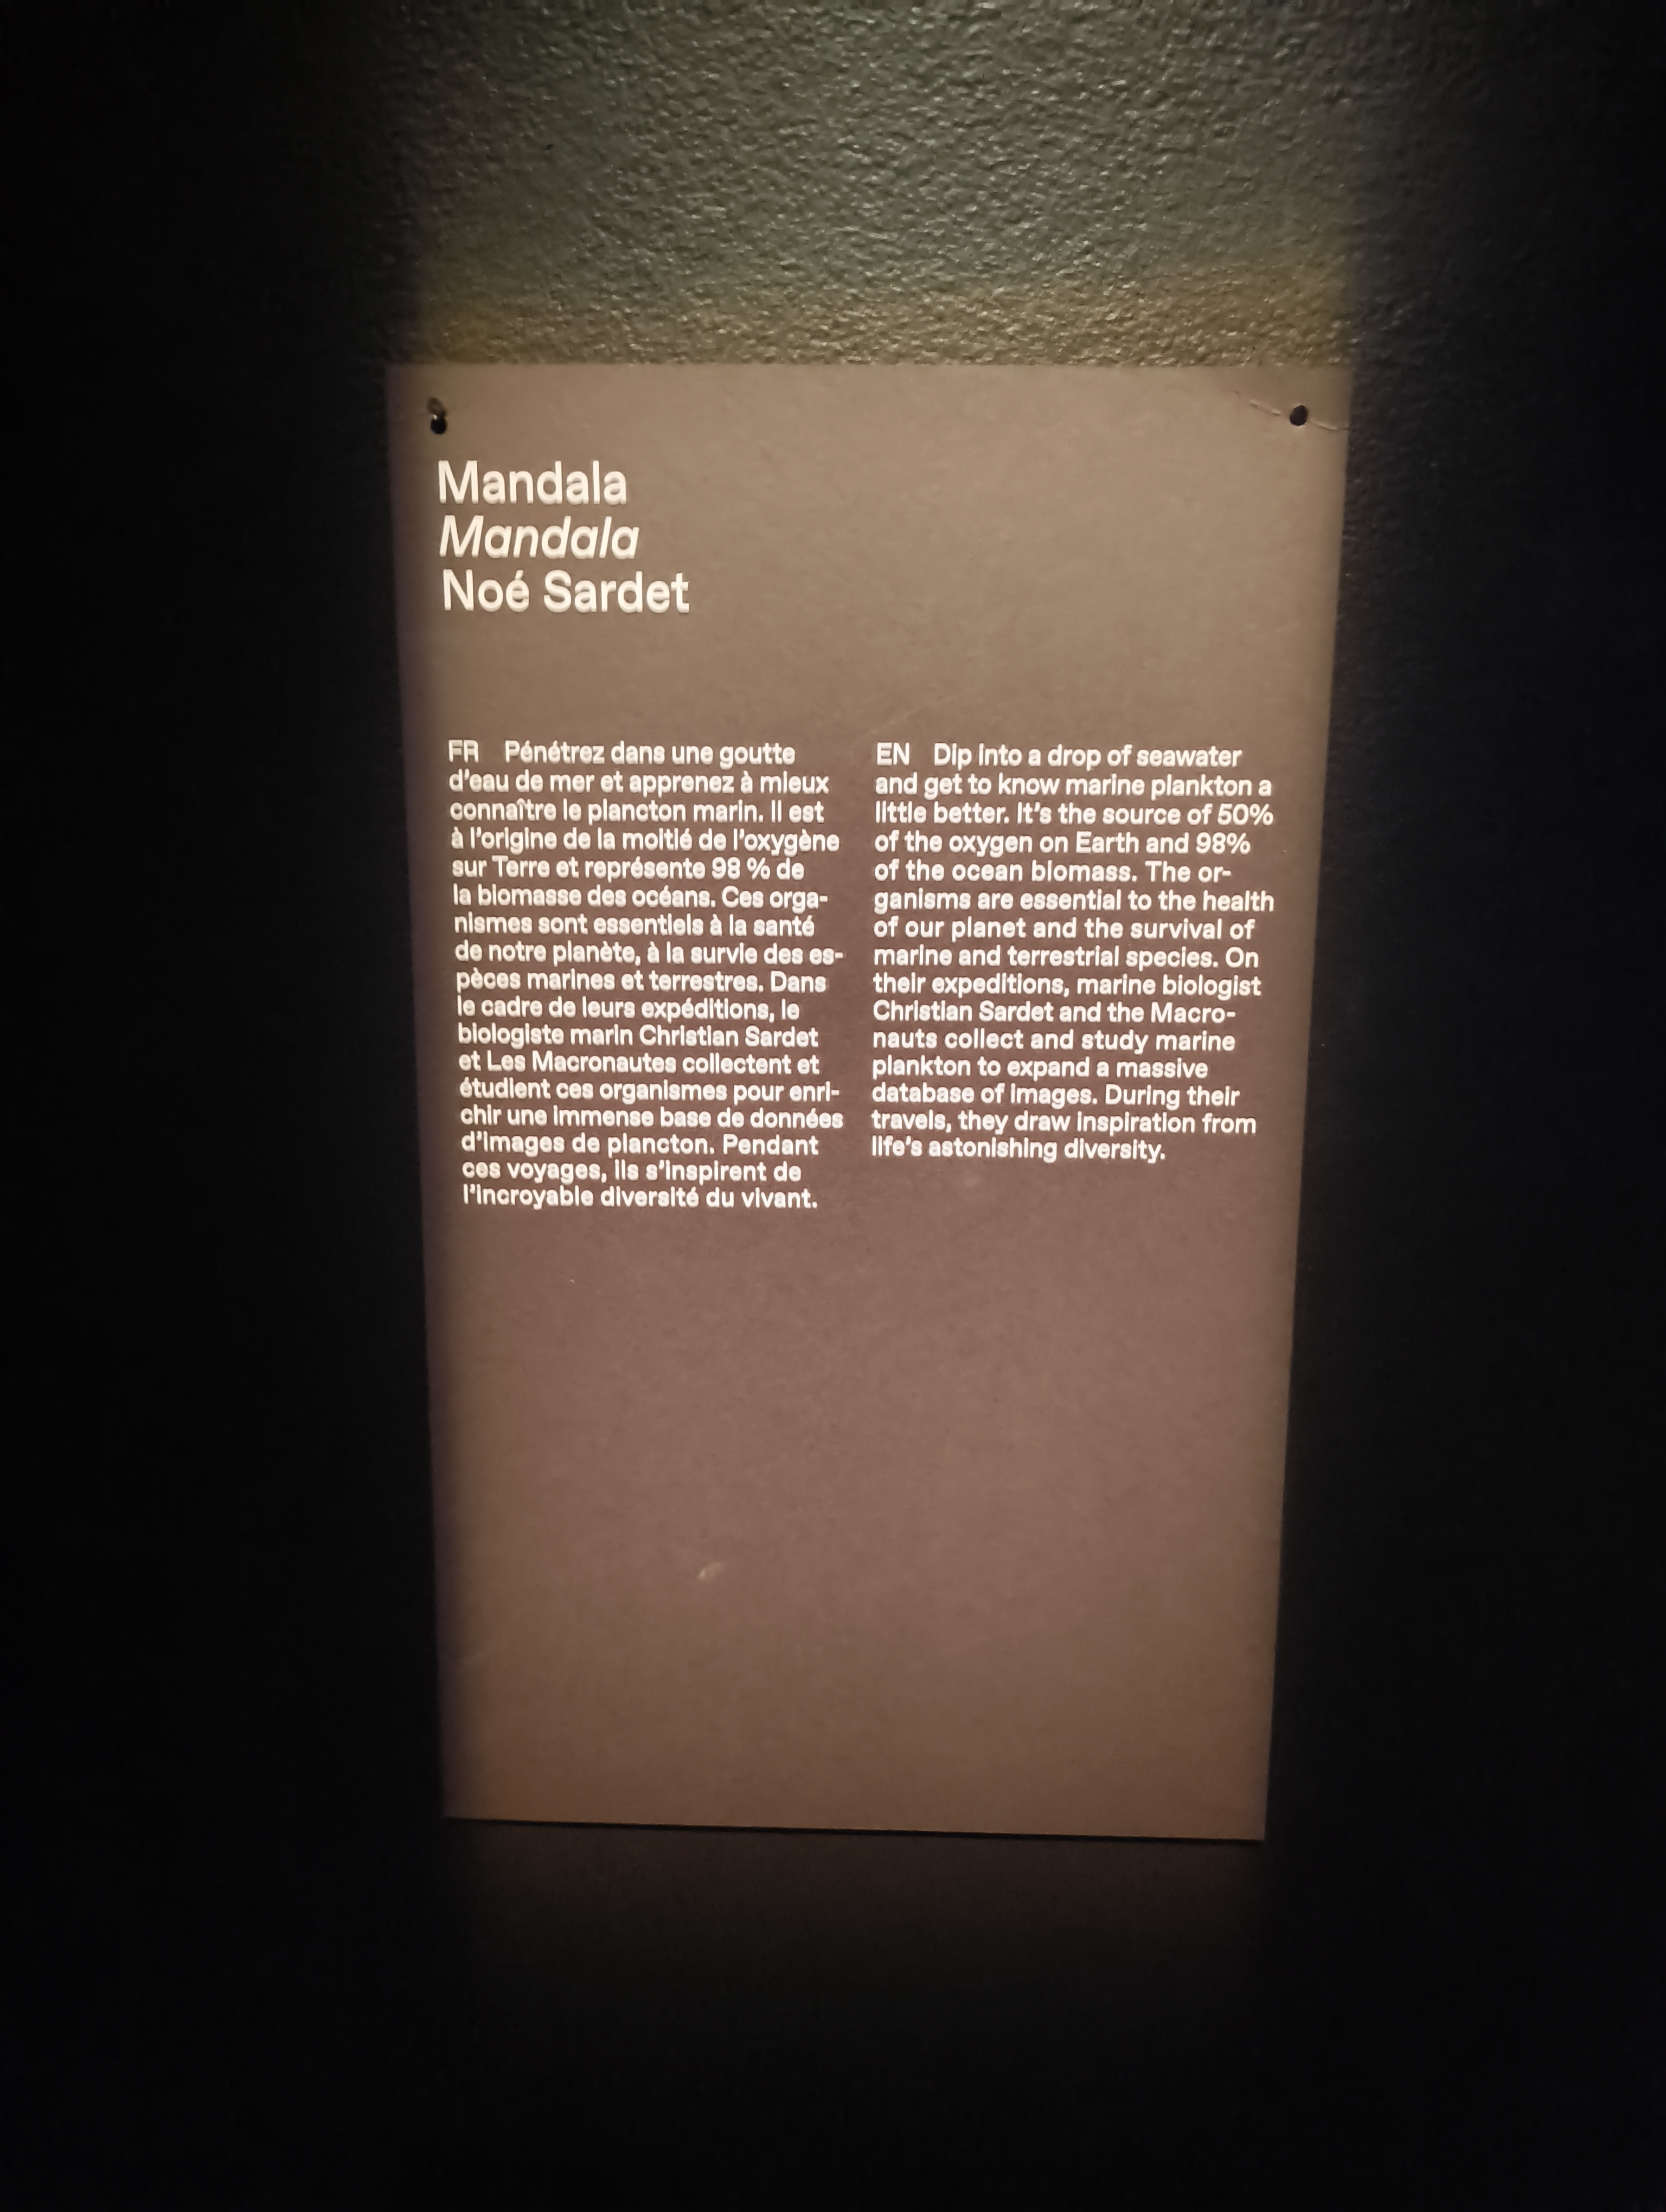 Mandala
Mandala
Noé Sardet
FR Pénétrez dans une goutte
d'eau de mer et apprenez à mieux
connaître le plancton marin. Il est
à l'origine de la moitié de l'oxygène
sur Terre et représente 98 % de
la biomasse des océans. Ces orga-
nismes sont essentiels à la santé
de notre planète, à la survie des es-
pèces marines et terrestres. Dans
le cadre de leurs expéditions, le
biologiste marin Christian Sardet
et Les Macronautes collectent et
étudient ces organismes pour enri-
chir une immense base de données
d'images de plancton. Pendant
ces voyages, ils s'inspirent de
l'incroyable diversité du vivant.
EN Dip into a drop of seawater
and get to know marine plankton a
little better. It's the source of 50%
of the oxygen on Earth and 98%
of the ocean biomass. The or-
ganisms are essential to the health
of our planet and the survival of
marine and terrestrial species. On
their expeditions, marine biologist
Christian Sardet and the Macro-
nauts collect and study marine
plankton to expand a massive
database of images. During their
travels, they draw inspiration from
life's astonishing diversity.